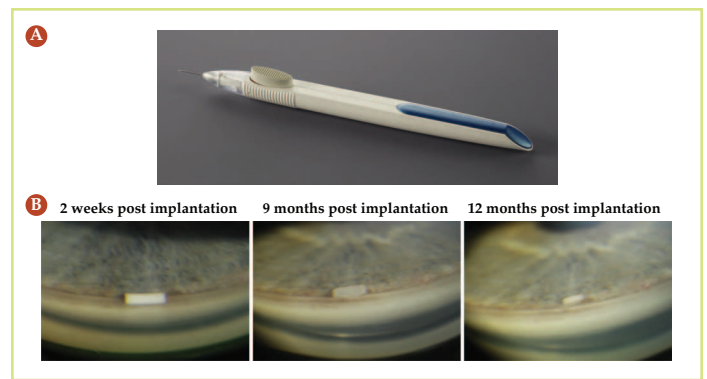 A
B
2 weeks post implantation 9 months post implantation 12 months post implantation